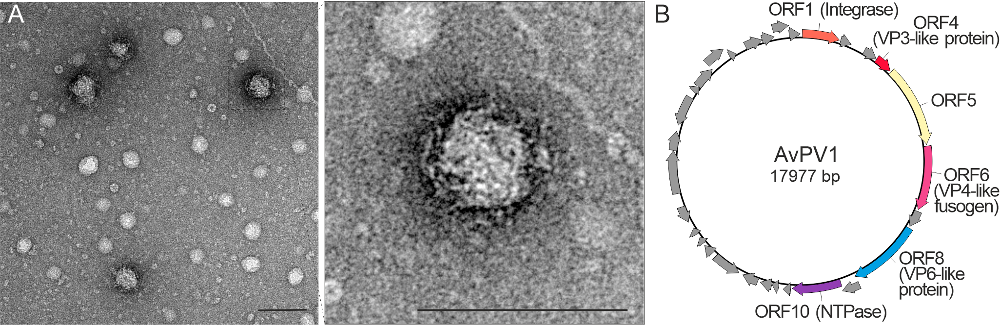 A
B
ORF1 (Integrase)
ORF4
(VP3-like protein)
ORF5
AvPV1
17977 bp
ORF6
(VP4-like
fusogen)
ORF8
(VP6-like
protein)
ORF10 (NTPase)